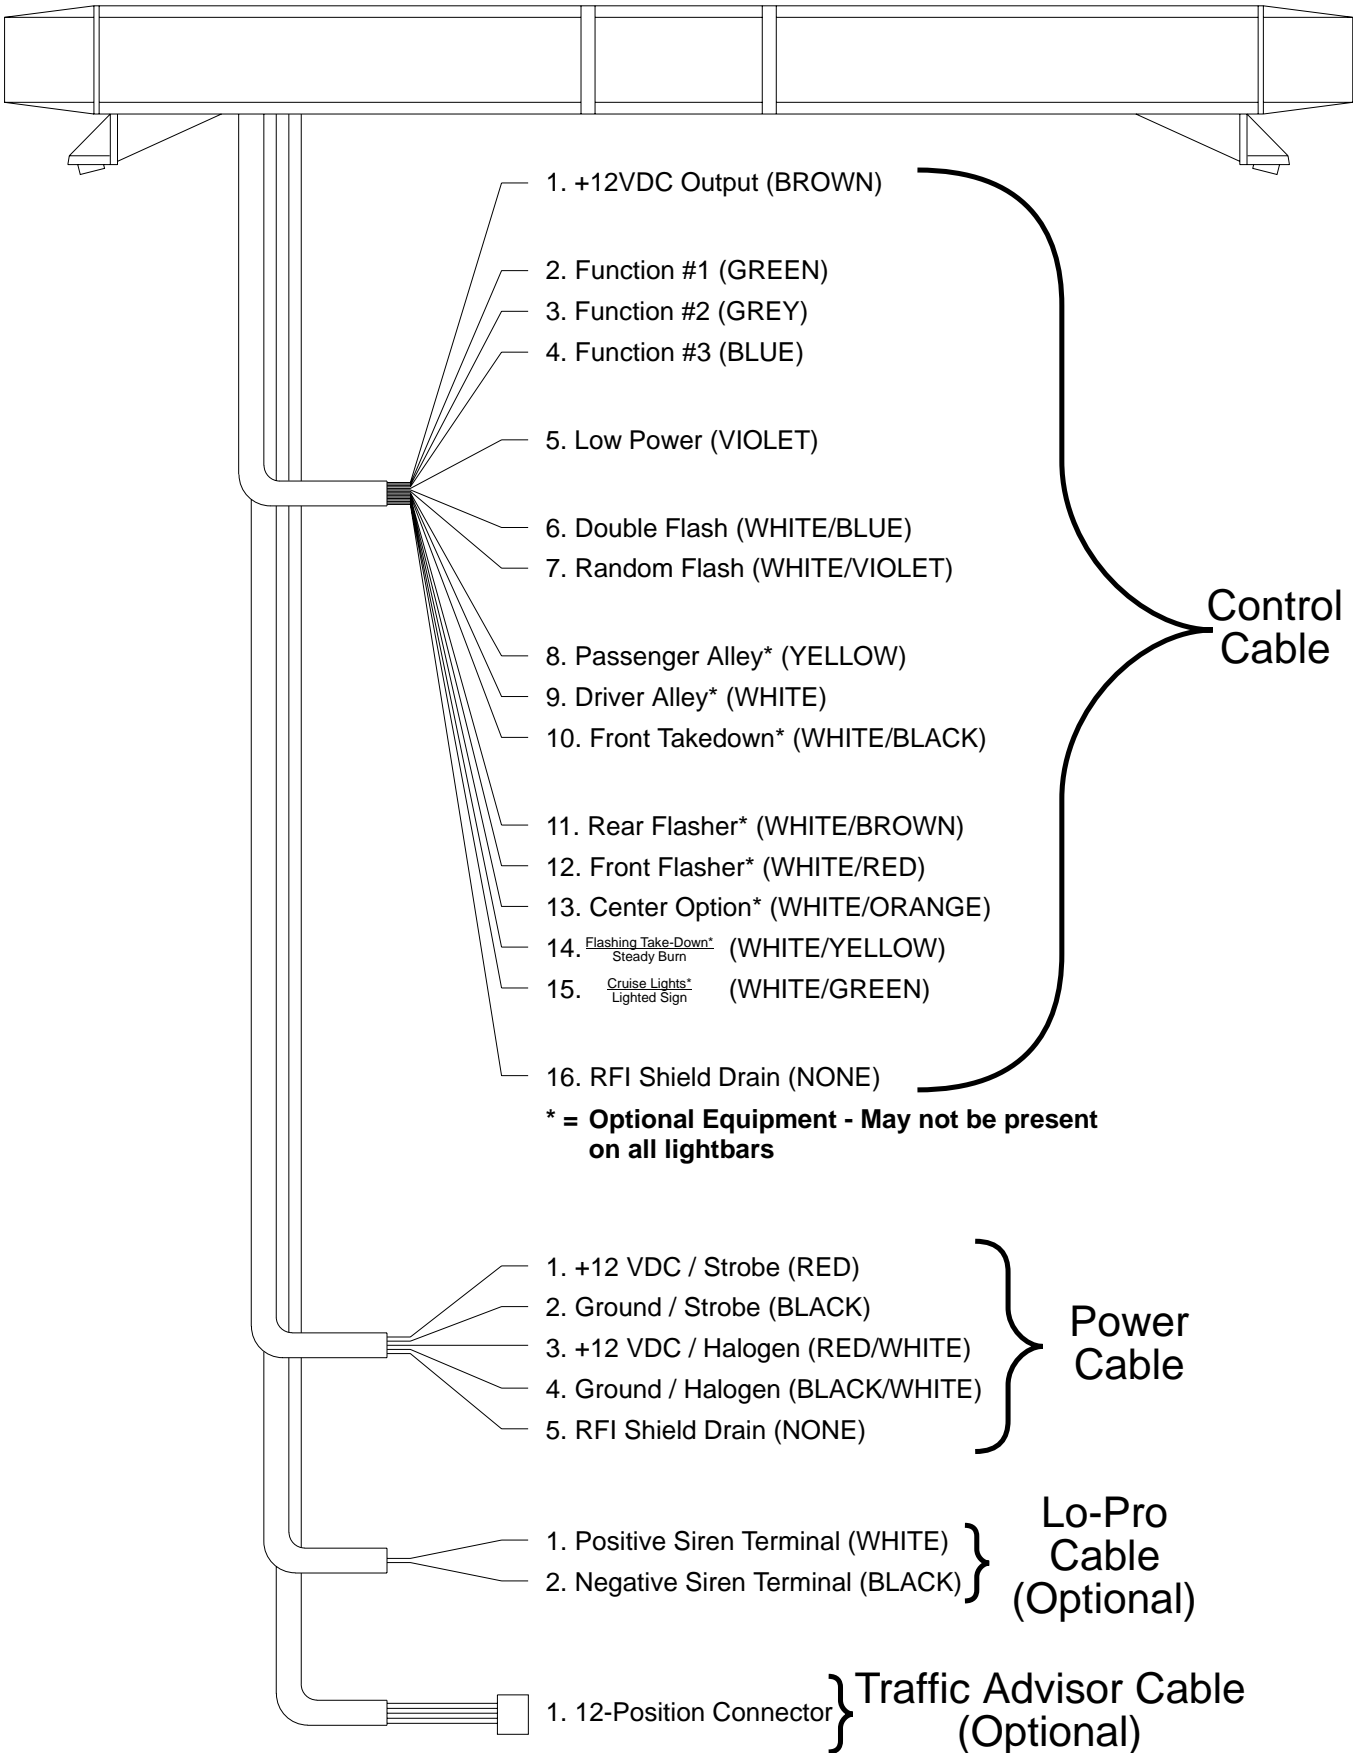 1. +12VDC Output (BROWN)
2. Function #1 (GREEN)
3. Function #2 (GREY)
4. Function #3 (BLUE)
5. Low Power (VIOLET)
6. Double Flash (WHITE/BLUE)
7. Random Flash (WHITE/VIOLET)
8. Passenger Alley* (YELLOW)
9. Driver Alley* (WHITE)
10. Front Takedown* (WHITE/BLACK)
11. Rear Flasher* (WHITE/BROWN)
12. Front Flasher* (WHITE/RED)
13. Center Option* (WHITE/ORANGE)
14. Flashing Take-Down* (WHITE/YELLOW)
Steady Burn
15. Cruise Lights* (WHITE/GREEN)
Lighted Sign
16. RFI Shield Drain (NONE)
Control
Cable
* = Optional Equipment - May not be present
on all lightbars
1. +12 VDC / Strobe (RED)
2. Ground / Strobe (BLACK)
3. +12 VDC / Halogen (RED/WHITE)
4. Ground / Halogen (BLACK/WHITE)
5. RFI Shield Drain (NONE)
Power
Cable
1. Positive Siren Terminal (WHITE)
2. Negative Siren Terminal (BLACK)
Lo-Pro
Cable
(Optional)
1. 12-Position Connector
Traffic Advisor Cable
(Optional)